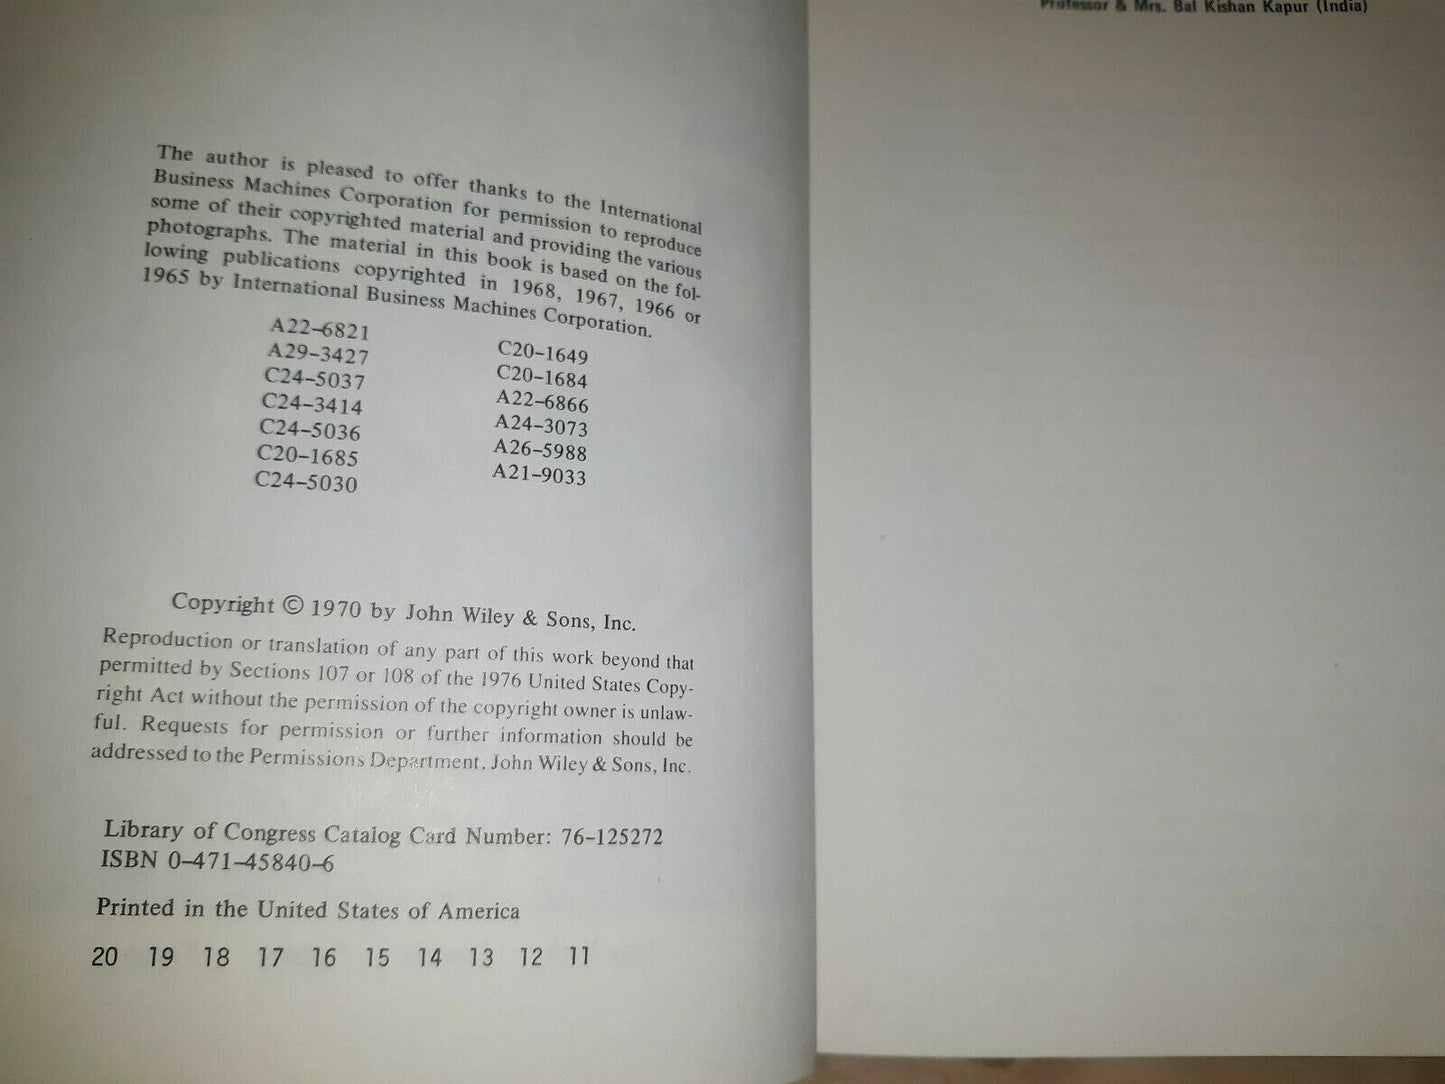 The author is pleased to offer thanks to the International
Business Machines Corporation for permission to reproduce
some of their copyrighted material and providing the various
photographs. The material in this book is based on the fol-
lowing publications copyrighted in 1968, 1967, 1966 or
1965 by International Business Machines Corporation.
A22-6821
A29-3427
C24-5037
C24-3414
C24-5036
C20-1685
C24-5030
C20-1649
C20-1684
A22-6866
A24-3073
A26-5988
A21-9033
Copyright © 1970 by John Wiley & Sons, Inc.
Reproduction or translation of any part of this work beyond that
permitted by Sections 107 or 108 of the 1976 United States Copy-
right Act without the permission of the copyright owner is unlaw-
ful. Requests for permission or further information should be
addressed to the Permissions Department, John Wiley & Sons, Inc.
Library of Congress Catalog Card Number: 76-125272
ISBN 0-471-45840-6
Printed in the United States of America
20 19 18 17 16 15 14 13 12 11
Professor & Mrs. Bal Kishan Kapur (India)